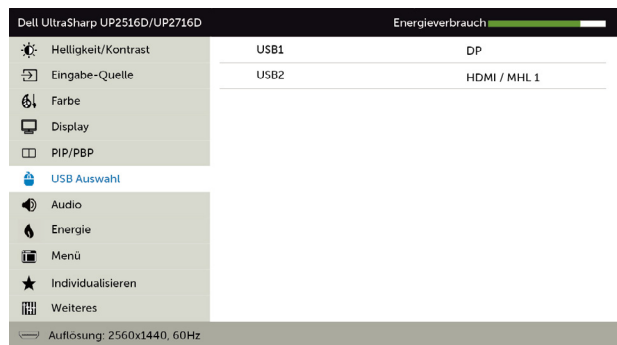 Dell UltraSharp UP2516D/UP2716D Energieverbrauch
Helligkeit/Kontrast USB1 DP
Eingabe-Quelle USB2 HDMI / MHL 1
Farbe
Display
PIP/PBP
USB Auswahl
Audio
Energie
Menü
Individualisieren
Weiteres
Auflösung: 2560x1440, 60Hz